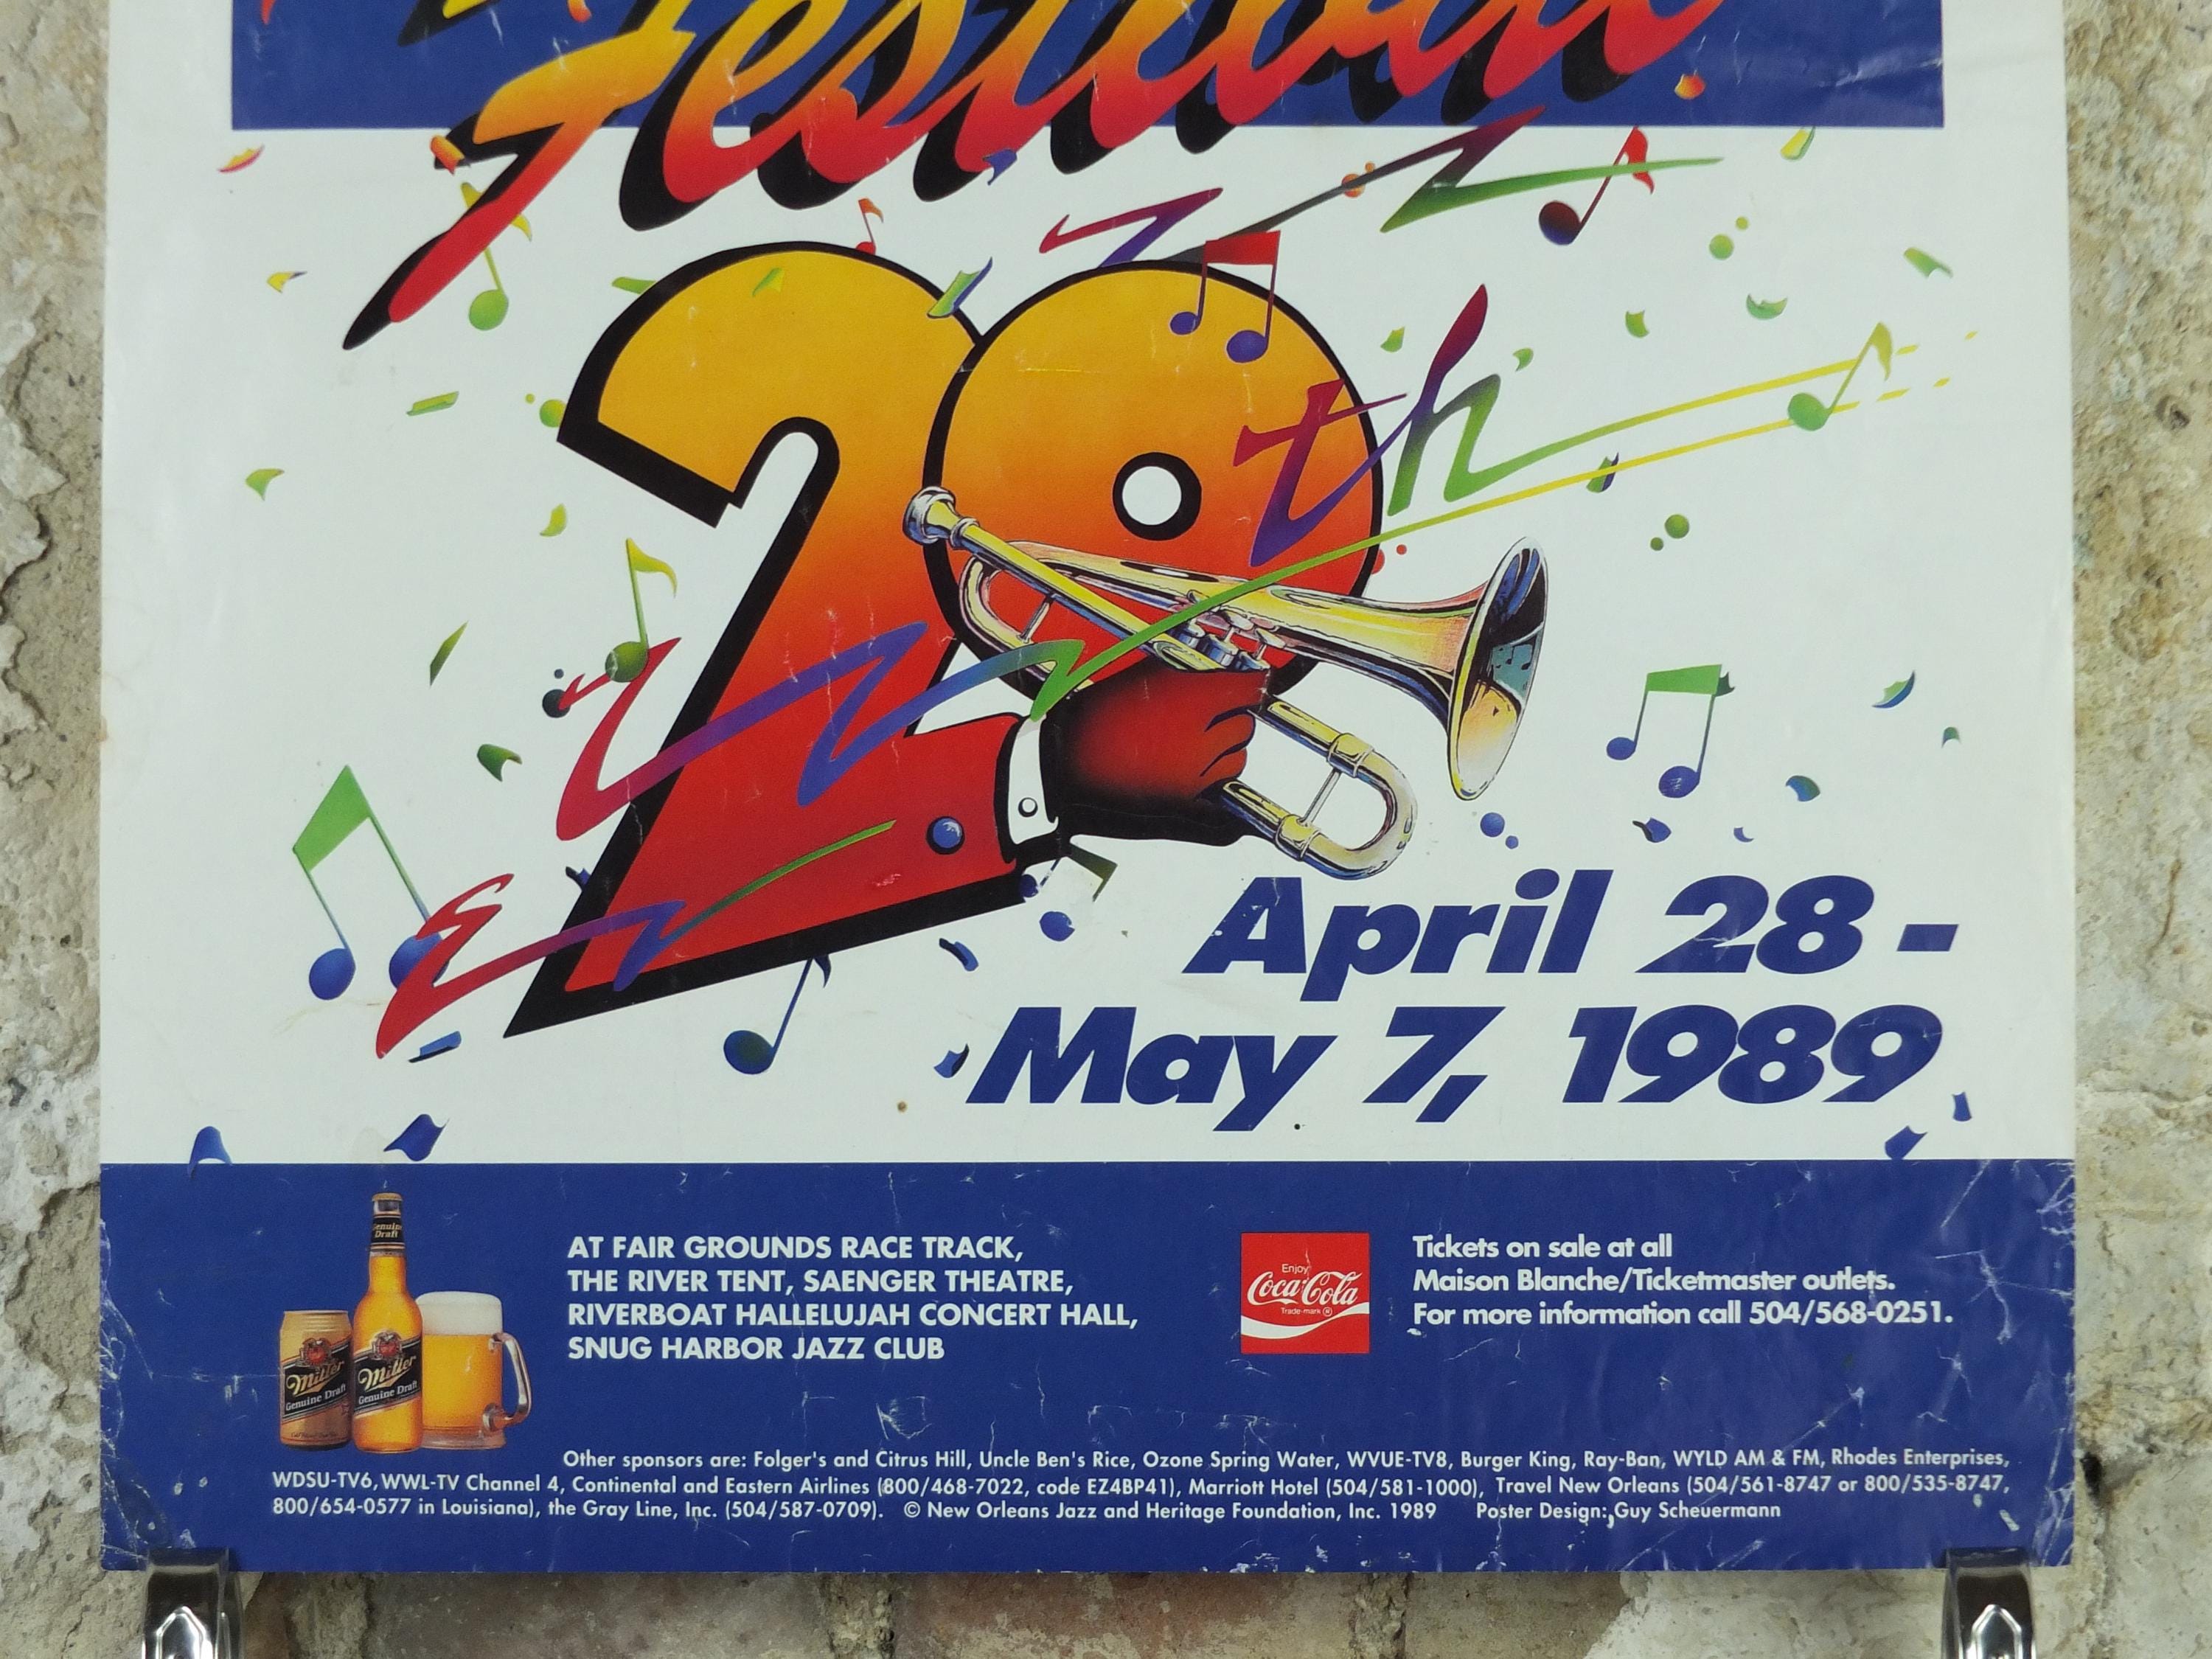 Festival
20th
April 28 -
May 7, 1989
Genuine
Draft
Miller
Genuine Draft
Miller
Genuine Draft
AT FAIR GROUNDS RACE TRACK,
THE RIVER TENT, SAENGER THEATRE,
RIVERBOAT HALLELUJAH CONCERT HALL,
SNUG HARBOR JAZZ CLUB
Enjoy
Coca-Cola
Trade-mark ®
Tickets on sale at all
Maison Blanche/Ticketmaster outlets.
For more information call 504/568-0251.
Other sponsors are: Folger's and Citrus Hill, Uncle Ben's Rice, Ozone Spring Water, WVUE-TV8, Burger King, Ray-Ban, WYLD AM & FM, Rhodes Enterprises,
WDSU-TV6, WWL-TV Channel 4, Continental and Eastern Airlines (800/468-7022, code EZ4BP41), Marriott Hotel (504/581-1000), Travel New Orleans (504/561-8747 or 800/535-8747,
800/654-0577 in Louisiana), the Gray Line, Inc. (504/587-0709). © New Orleans Jazz and Heritage Foundation, Inc. 1989 Poster Design: Guy Scheuermann